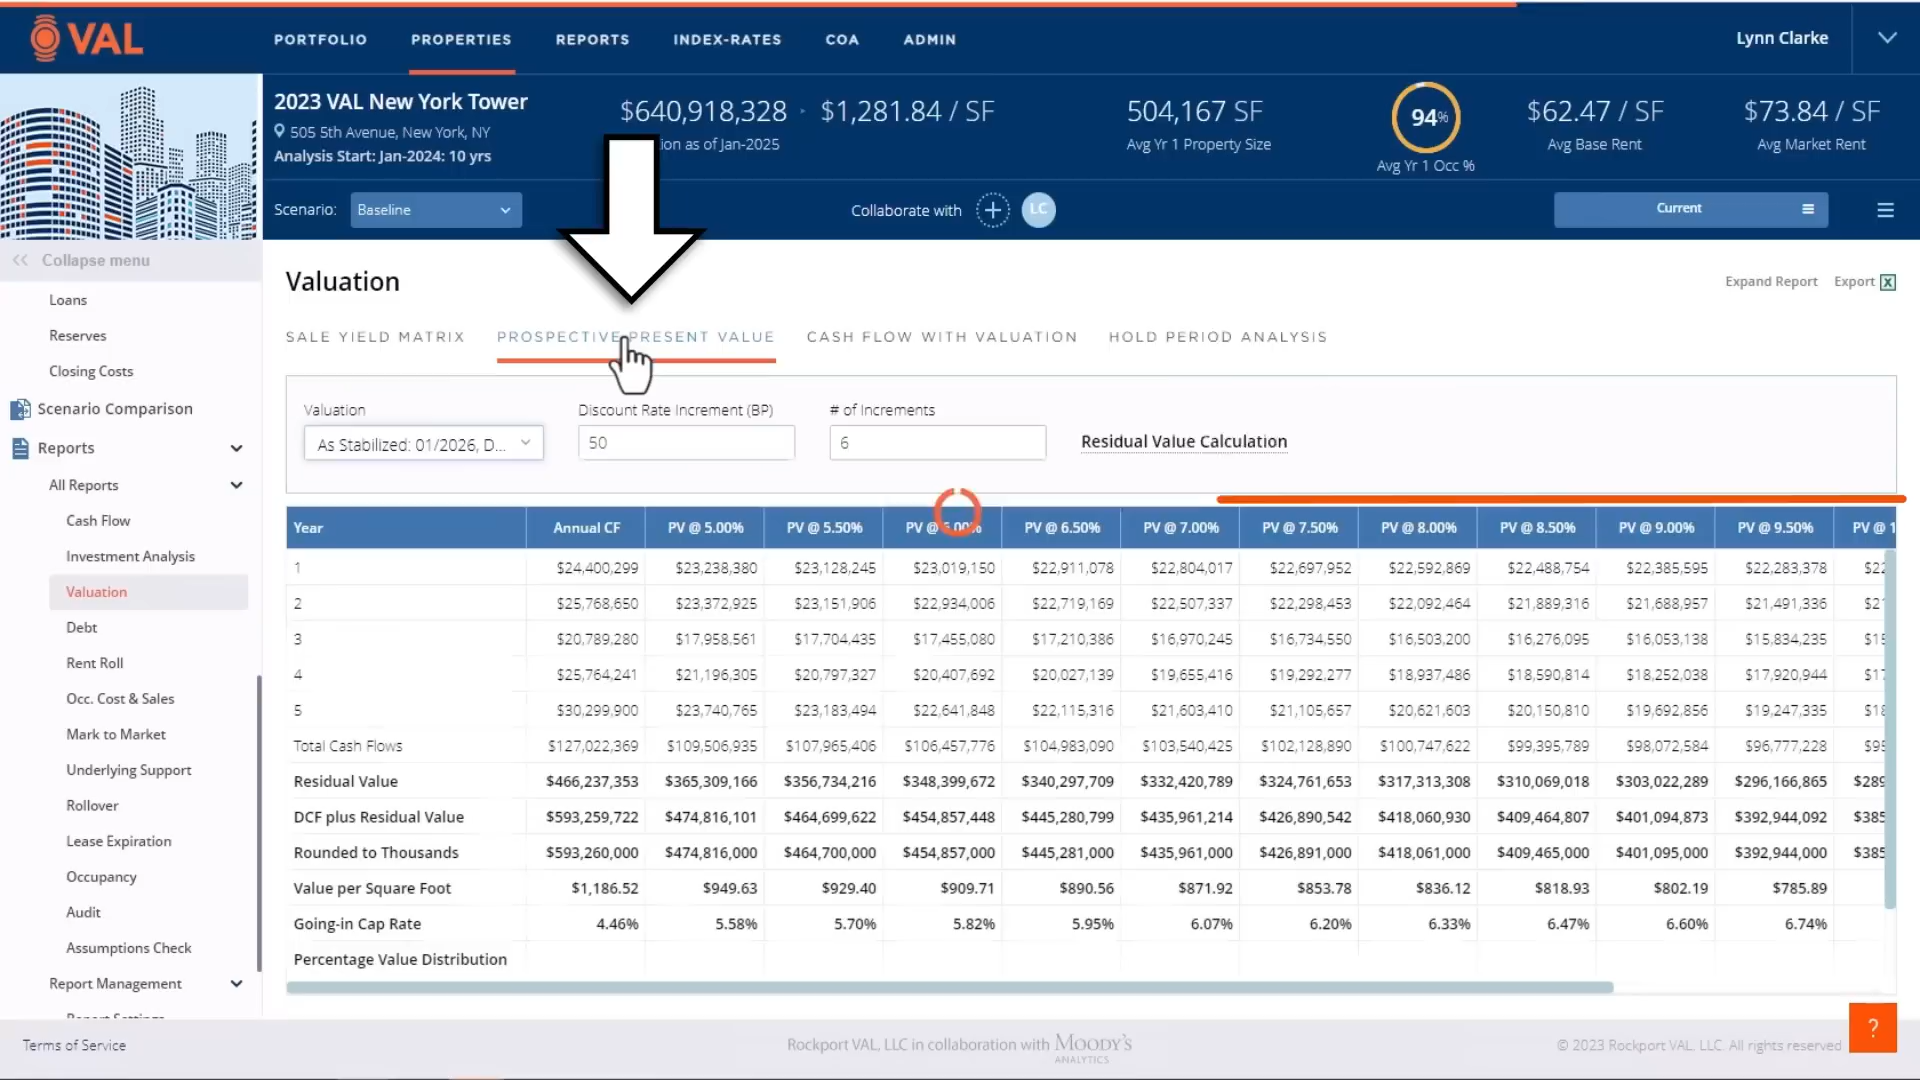 VAL
PORTFOLIO PROPERTIES REPORTS INDEX-RATES COA ADMIN
Lynn Clarke
2023 VAL New York Tower
505 5th Avenue, New York, NY
Analysis Start: Jan-2024: 10 yrs
$640,918,328 · $1,281.84 / SF
ion as of Jan-2025
504,167 SF
Avg Yr 1 Property Size
94%
Avg Yr 1 Occ %
$62.47 / SF
Avg Base Rent
$73.84 / SF
Avg Market Rent
Scenario: Baseline
Collaborate with + LC
Current
Collapse menu
Loans
Reserves
Closing Costs
Scenario Comparison
Reports
All Reports
Cash Flow
Investment Analysis
Valuation
Debt
Rent Roll
Occ. Cost & Sales
Mark to Market
Underlying Support
Rollover
Lease Expiration
Occupancy
Audit
Assumptions Check
Report Management
Valuation
Expand Report Export X
SALE YIELD MATRIX PROSPECTIVE PRESENT VALUE CASH FLOW WITH VALUATION HOLD PERIOD ANALYSIS
Valuation Discount Rate Increment (BP) # of Increments
As Stabilized: 01/2026, D... 50 6 Residual Value Calculation
Year Annual CF PV @ 5.00% PV @ 5.50% PV @ 6.00% PV @ 6.50% PV @ 7.00% PV @ 7.50% PV @ 8.00% PV @ 8.50% PV @ 9.00% PV @ 9.50% PV @ 1
1 $24,400,299 $23,238,380 $23,128,245 $23,019,150 $22,911,078 $22,804,017 $22,697,952 $22,592,869 $22,488,754 $22,385,595 $22,283,378 $22
2 $25,768,650 $23,372,925 $23,151,906 $22,934,006 $22,719,169 $22,507,337 $22,298,453 $22,092,464 $21,889,316 $21,688,957 $21,491,336 $21
3 $20,789,280 $17,958,561 $17,704,435 $17,455,080 $17,210,386 $16,970,245 $16,734,550 $16,503,200 $16,276,095 $16,053,138 $15,834,235 $15
4 $25,764,241 $21,196,305 $20,797,327 $20,407,692 $20,027,139 $19,655,416 $19,292,277 $18,937,486 $18,590,814 $18,252,038 $17,920,944 $17
5 $30,299,900 $23,740,765 $23,183,494 $22,641,848 $22,115,316 $21,603,410 $21,105,657 $20,621,603 $20,150,810 $19,692,856 $19,247,335 $18
Total Cash Flows $127,022,369 $109,506,935 $107,965,406 $106,457,776 $104,983,090 $103,540,425 $102,128,890 $100,747,622 $99,395,789 $98,072,584 $96,777,228 $95
Residual Value $466,237,353 $365,309,166 $356,734,216 $348,399,672 $340,297,709 $332,420,789 $324,761,653 $317,313,308 $310,069,018 $303,022,289 $296,166,865 $289
DCF plus Residual Value $593,259,722 $474,816,101 $464,699,622 $454,857,448 $445,280,799 $435,961,214 $426,890,542 $418,060,930 $409,464,807 $401,094,873 $392,944,092 $385
Rounded to Thousands $593,260,000 $474,816,000 $464,700,000 $454,857,000 $445,281,000 $435,961,000 $426,891,000 $418,061,000 $409,465,000 $401,095,000 $392,944,000 $385
Value per Square Foot $1,186.52 $949.63 $929.40 $909.71 $890.56 $871.92 $853.78 $836.12 $818.93 $802.19 $785.89
Going-in Cap Rate 4.46% 5.58% 5.70% 5.82% 5.95% 6.07% 6.20% 6.33% 6.47% 6.60% 6.74%
Percentage Value Distribution
?
Terms of Service
Rockport VAL, LLC in collaboration with MOODY'S
ANALYTICS
© 2023 Rockport VAL, LLC. All rights reserved